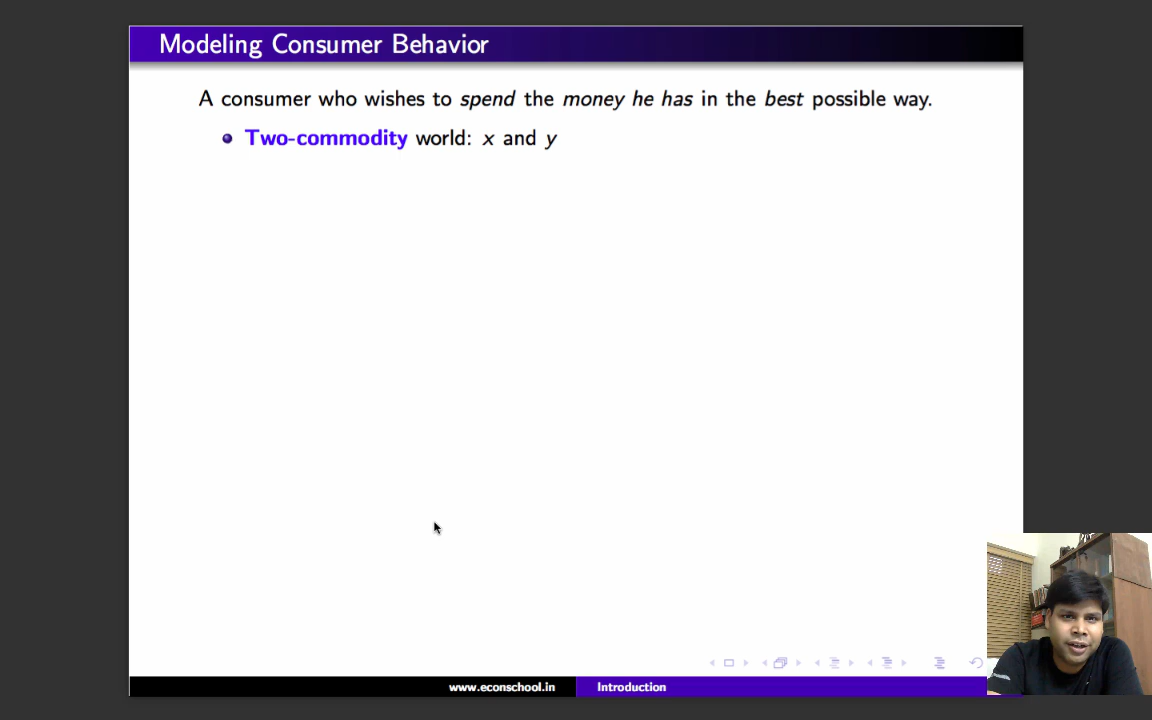 Modeling Consumer Behavior
A consumer who wishes to spend the money he has in the best possible way.
Two-commodity world: x and y
www.econschool.in
Introduction